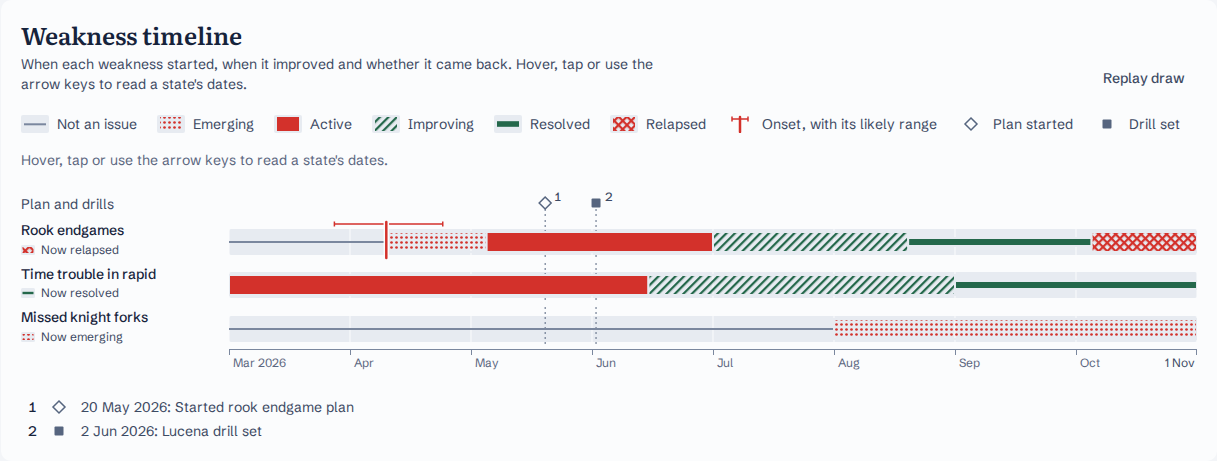 Weakness timeline
When each weakness started, when it improved and whether it came back. Hover, tap or use the
arrow keys to read a state's dates.
Replay draw
Not an issue Emerging Active Improving Resolved Relapsed Onset, with its likely range Plan started Drill set
Hover, tap or use the arrow keys to read a state's dates.
Plan and drills 1 2
Rook endgames
Now relapsed
Time trouble in rapid
Now resolved
Missed knight forks
Now emerging
Mar 2026 Apr May Jun Jul Aug Sep Oct 1 Nov
1 20 May 2026: Started rook endgame plan
2 2 Jun 2026: Lucena drill set